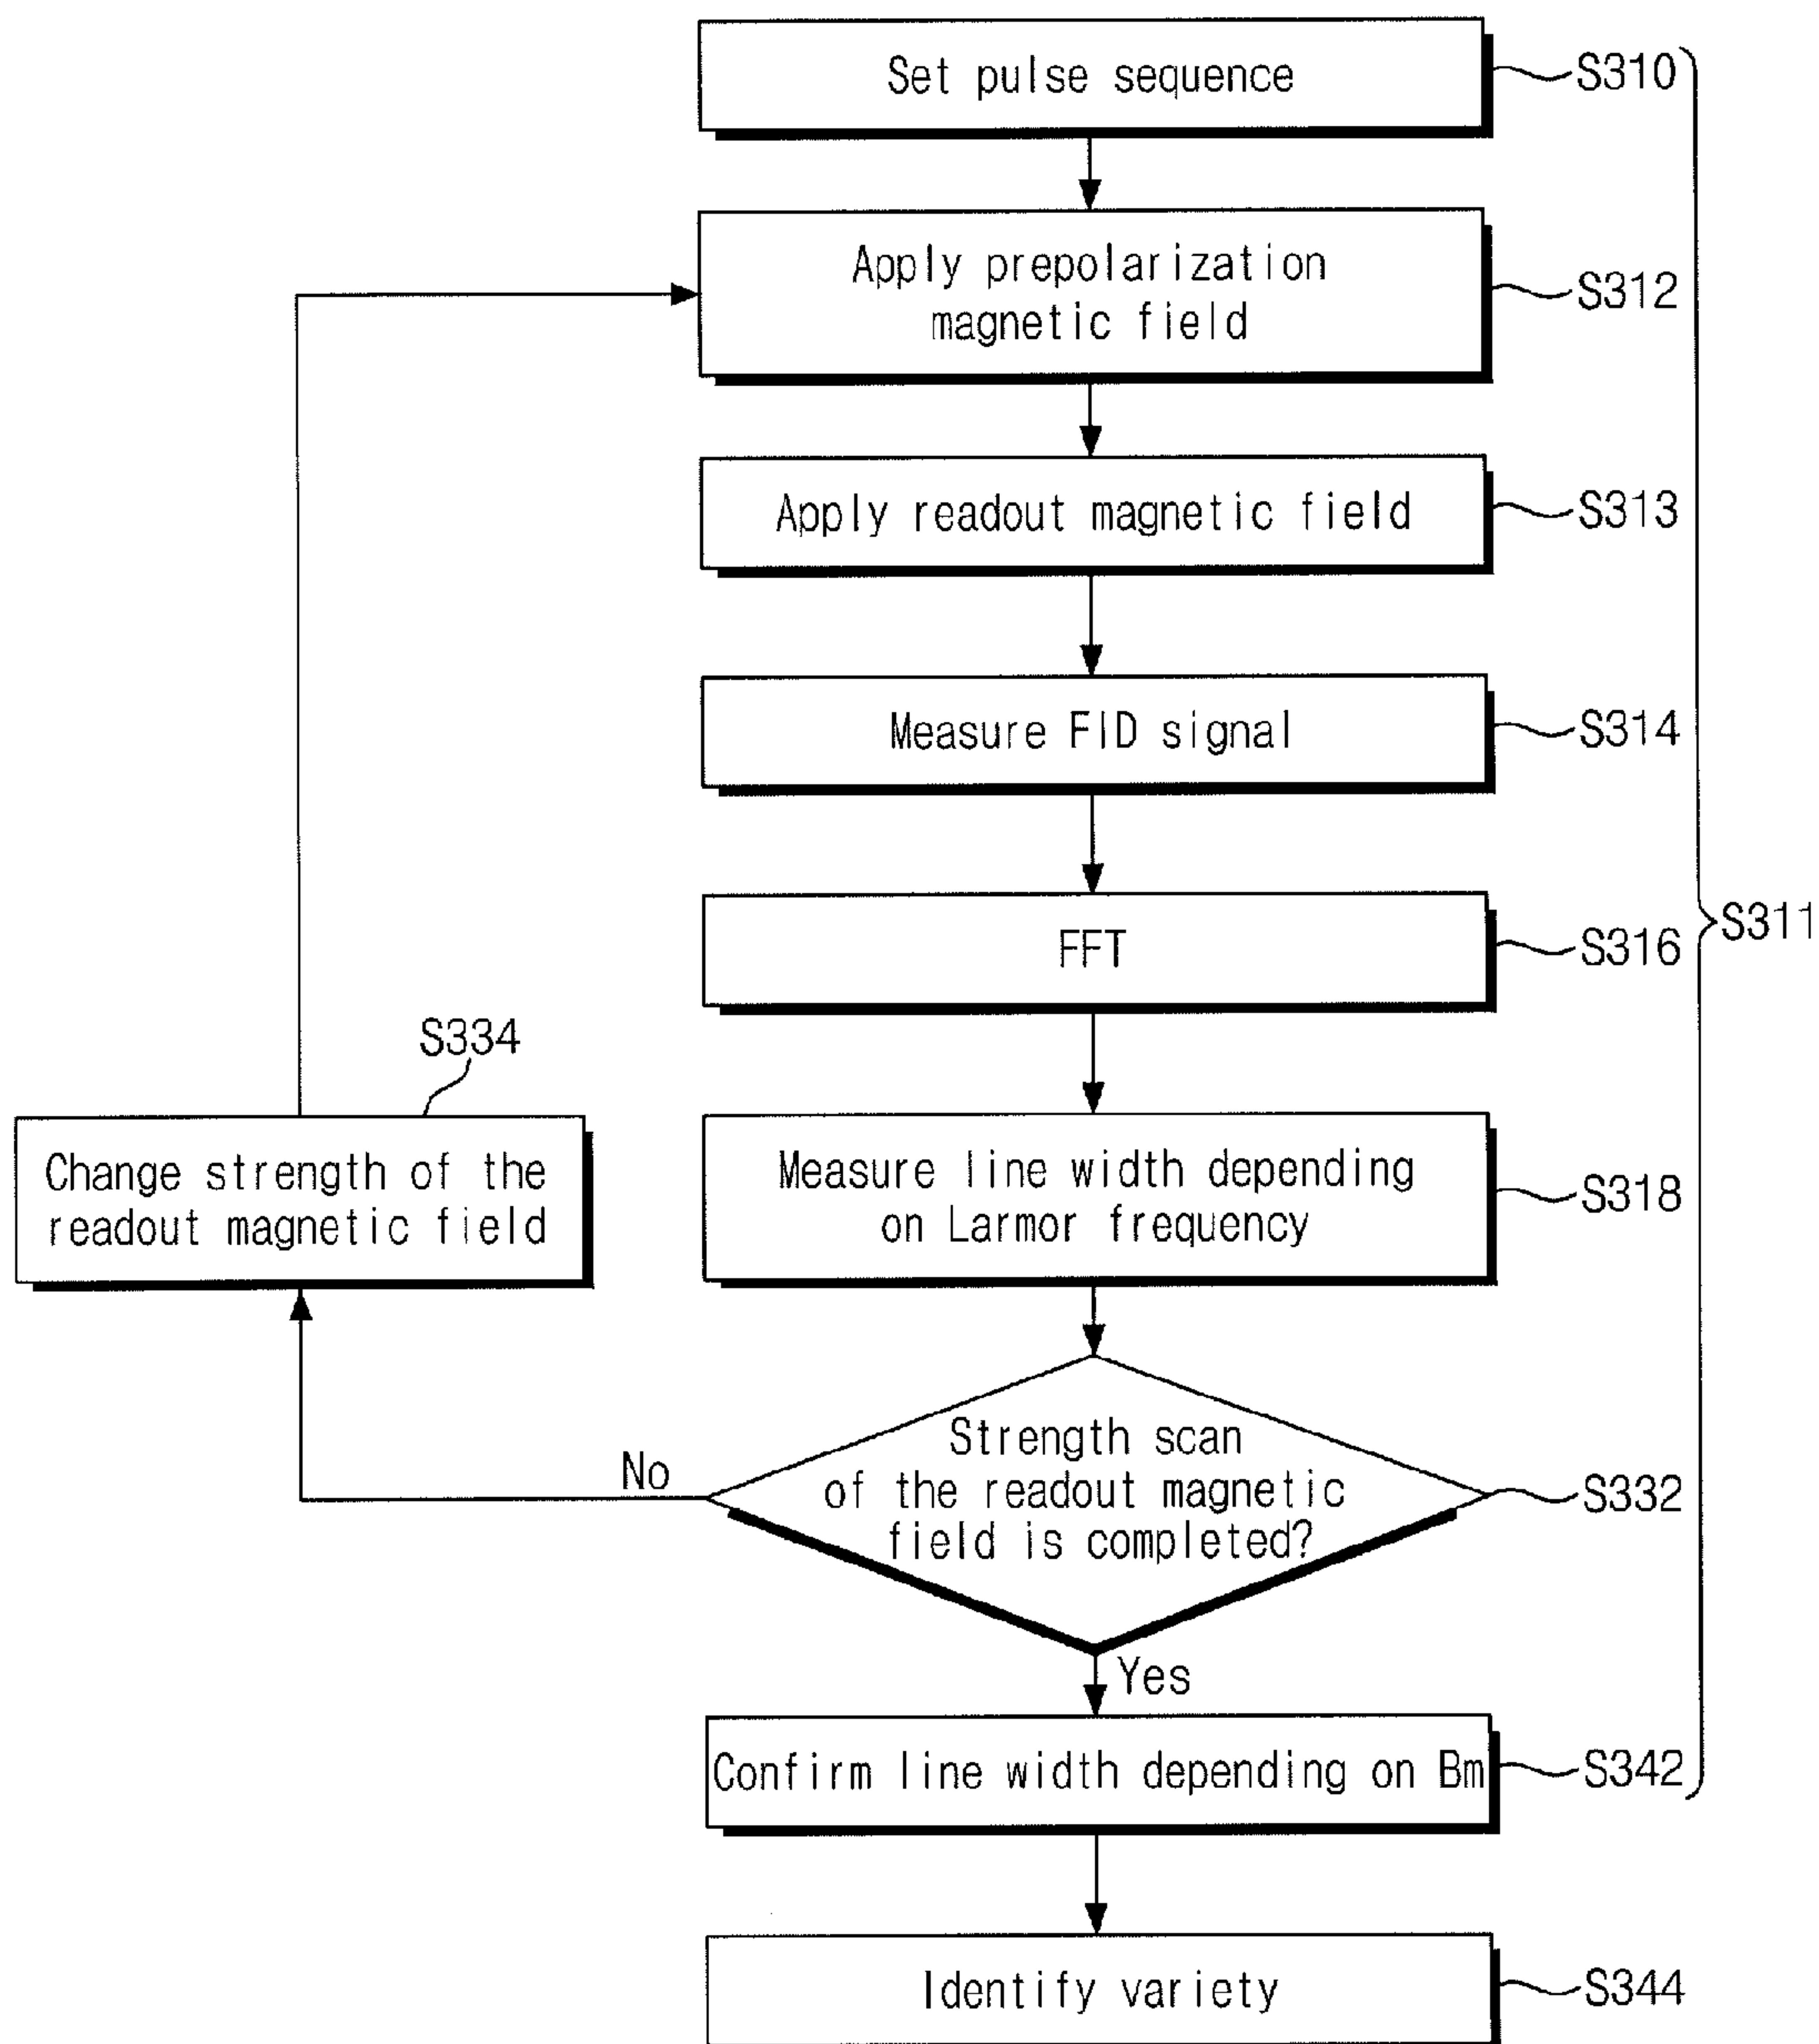 Set pulse sequence
S310
Apply prepolarization
magnetic field
S312
Apply readout magnetic field
S313
Measure FID signal
S314
FFT
S316
S311
S334
Change strength of the
readout magnetic field
Measure line width depending
on Larmor frequency
S318
No
Strength scan
of the readout magnetic
field is completed?
S332
Yes
Confirm line width depending on Bm
S342
Identify variety
S344